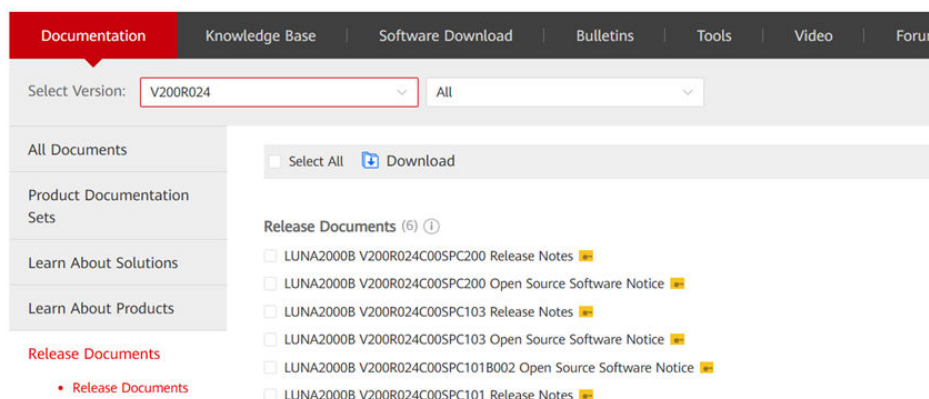 Documentation Knowledge Base Software Download Bulletins Tools Video Foru
Select Version: V200R024 All
All Documents
Product Documentation
Sets
Learn About Solutions
Learn About Products
Release Documents
• Release Documents
Select All Download
Release Documents (6)
LUNA2000B V200R024C00SPC200 Release Notes
LUNA2000B V200R024C00SPC200 Open Source Software Notice
LUNA2000B V200R024C00SPC103 Release Notes
LUNA2000B V200R024C00SPC103 Open Source Software Notice
LUNA2000B V200R024C00SPC101B002 Open Source Software Notice
LUNA2000B V200R024C00SPC101 Release Notes